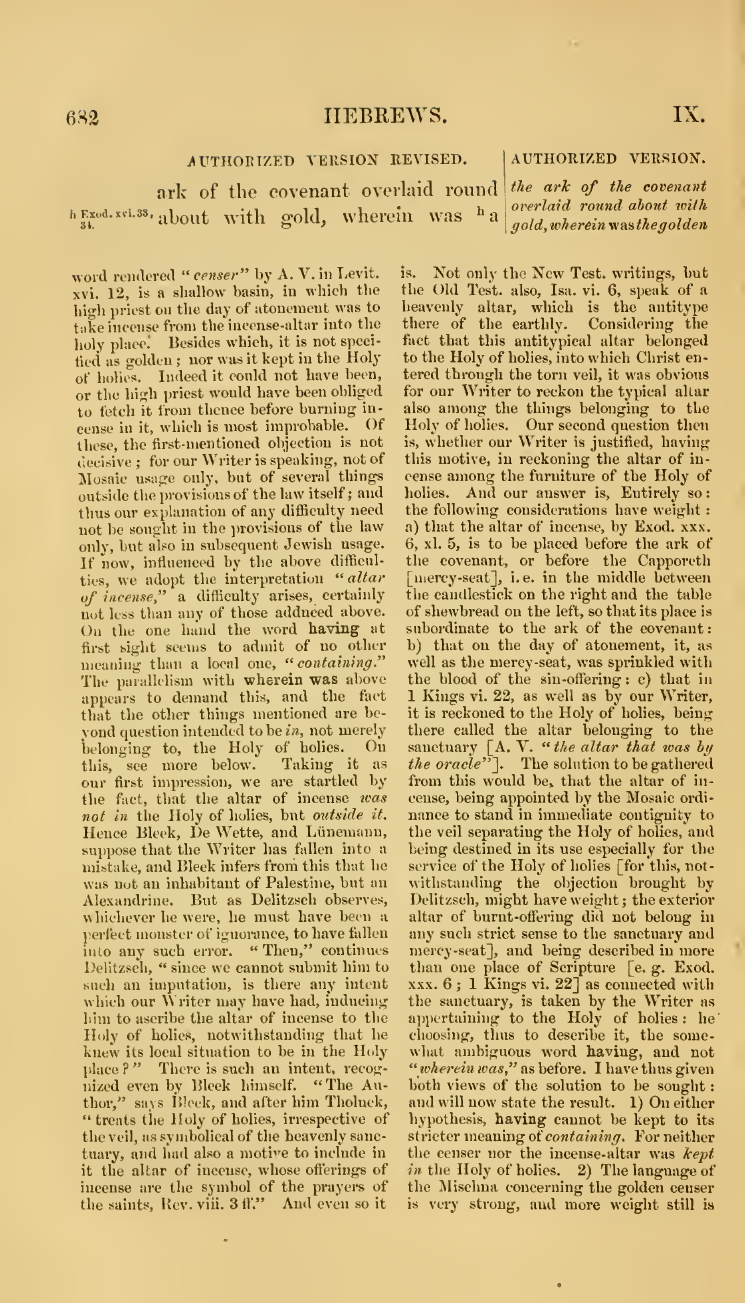 682
HEBREWS.
IX.
AUTHORIZED VERSION REVISED.
ark of the covenant overlaid round
h Exod. xvi. 33, 34.
about with gold, wherein was h a
AUTHORIZED VERSION.
the ark of the covenant
overlaid round about with
gold, wherein was the golden
word rendered “censer” by A. V. in Levit.
xvi. 12, is a shallow basin, in which the
high priest on the day of atonement was to
take incense from the incense-altar into the
holy place. Besides which, it is not speci-
fied as golden; nor was it kept in the Holy
of holies. Indeed it could not have been,
or the high priest would have been obliged
to fetch it from thence before burning in-
cense in it, which is most improbable. Of
these, the first-mentioned objection is not
decisive; for our Writer is speaking, not of
Mosaic usage only, but of several things
outside the provisions of the law itself; and
thus our explanation of any difficulty need
not be sought in the provisions of the law
only, but also in subsequent Jewish usage.
If now, influenced by the above difficul-
ties, we adopt the interpretation “altar
of incense,” a difficulty arises, certainly
not less than any of those adduced above.
On the one hand the word having at
first sight seems to admit of no other
meaning than a local one, “containing.”
The parallelism with wherein was above
appears to demand this, and the fact
that the other things mentioned are be-
yond question intended to be in, not merely
belonging to, the Holy of holies. On
this, see more below. Taking it as
our first impression, we are startled by
the fact, that the altar of incense was
not in the Holy of holies, but outside it.
Hence Bleek, De Wette, and Lünemann,
suppose that the Writer has fallen into a
mistake, and Bleek infers from this that he
was not an inhabitant of Palestine, but an
Alexandrine. But as Delitzsch observes,
whichever he were, he must have been a
perfect monster of ignorance, to have fallen
into any such error. “Then,” continues
Delitzsch, “since we cannot submit him to
such an imputation, is there any intent
which our Writer may have had, inducing
him to ascribe the altar of incense to the
Holy of holies, notwithstanding that he
knew its local situation to be in the Holy
place?” There is such an intent, recog-
nized even by Bleek himself. “The Au-
thor,” says Bleek, and after him Tholuck,
“treats the Holy of holies, irrespective of
the veil, as symbolical of the heavenly sanc-
tuary, and had also a motive to include in
it the altar of incense, whose offerings of
incense are the symbol of the prayers of
the saints, Rev. viii. 3 ff.” And even so it
is. Not only the New Test. writings, but
the Old Test. also, Isa. vi. 6, speak of a
heavenly altar, which is the antitype
there of the earthly. Considering the
fact that this antitypical altar belonged
to the Holy of holies, into which Christ en-
tered through the torn veil, it was obvious
for our Writer to reckon the typical altar
also among the things belonging to the
Holy of holies. Our second question then
is, whether our Writer is justified, having
this motive, in reckoning the altar of in-
cense among the furniture of the Holy of
holies. And our answer is, Entirely so:
the following considerations have weight:
a) that the altar of incense, by Exod. xxx.
6, xl. 5, is to be placed before the ark of
the covenant, or before the Capporeth
[mercy-seat], i. e. in the middle between
the candlestick on the right and the table
of shewbread on the left, so that its place is
subordinate to the ark of the covenant:
b) that on the day of atonement, it, as
well as the mercy-seat, was sprinkled with
the blood of the sin-offering: c) that in
1 Kings vi. 22, as well as by our Writer,
it is reckoned to the Holy of holies, being
there called the altar belonging to the
sanctuary [A. V. “the altar that was by
the oracle”]. The solution to be gathered
from this would be, that the altar of in-
cense, being appointed by the Mosaic ordi-
nance to stand in immediate contiguity to
the veil separating the Holy of holies, and
being destined in its use especially for the
service of the Holy of holies [for this, not-
withstanding the objection brought by
Delitzsch, might have weight; the exterior
altar of burnt-offering did not belong in
any such strict sense to the sanctuary and
mercy-seat], and being described in more
than one place of Scripture [e. g. Exod.
xxx. 6; 1 Kings vi. 22] as connected with
the sanctuary, is taken by the Writer as
appertaining to the Holy of holies: he
choosing, thus to describe it, the some-
what ambiguous word having, and not
“wherein was,” as before. I have thus given
both views of the solution to be sought:
and will now state the result. 1) On either
hypothesis, having cannot be kept to its
stricter meaning of containing. For neither
the censer nor the incense-altar was kept
in the Holy of holies. 2) The language of
the Mischna concerning the golden censer
is very strong, and more weight still is